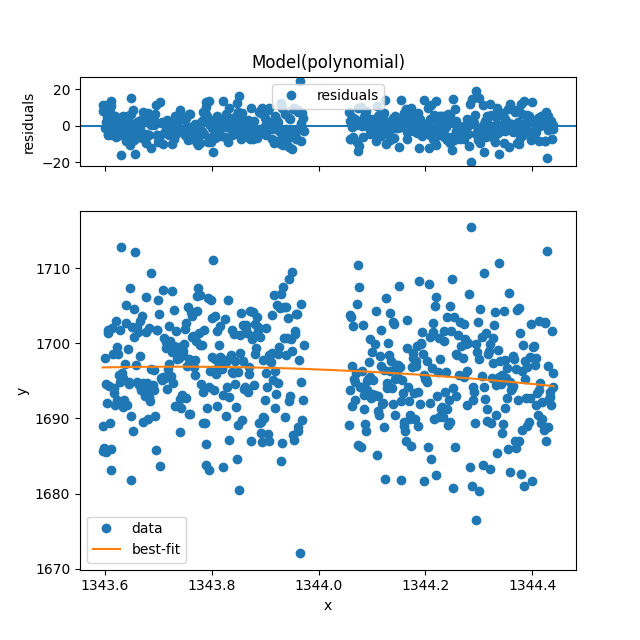 Model(polynomial)
20
0
−20
residuals
residuals
1710
1700
1690
1680
1670
y
data
best-fit
1343.6 1343.8 1344.0 1344.2 1344.4
x